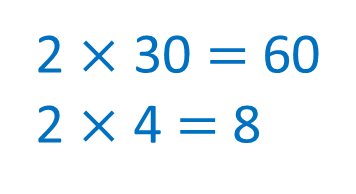 2 × 30 = 60
2 × 4 = 8